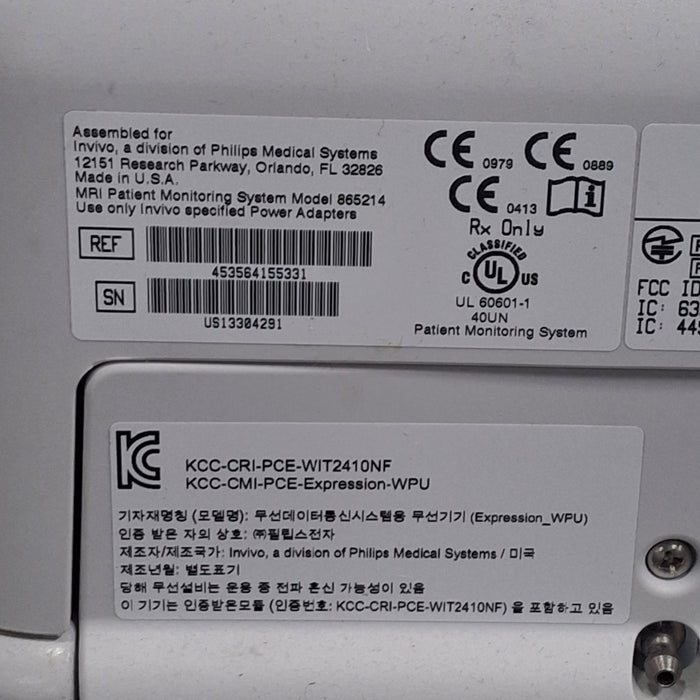 Assembled for
Invivo, a division of Philips Medical Systems
12151 Research Parkway, Orlando, FL 32826
Made in U.S.A.
MRI Patient Monitoring System Model 865214
Use only Invivo specified Power Adapters
REF
453564155331
SN
US13304291
CE 0979 CE 0889
CE 0413
Rx Only
CLASSIFIED
C UL US
UL 60601-1
40UN
Patient Monitoring System
FCC ID
IC: 63
IC: 44
KCC-CRI-PCE-WIT2410NF
KCC-CMI-PCE-Expression-WPU
기자재명칭 (모델명): 무선데이터통신시스템용 무선기기 (Expression_WPU)
인증 받은 자의 상호: ㈜필립스전자
제조자/제조국가: Invivo, a division of Philips Medical Systems / 미국
제조년월: 별도표기
당해 무선설비는 운용 중 전파 혼신 가능성이 있음
이 기기는 인증받은모듈 (인증번호: KCC-CRI-PCE-WIT2410NF) 을 포함하고 있음